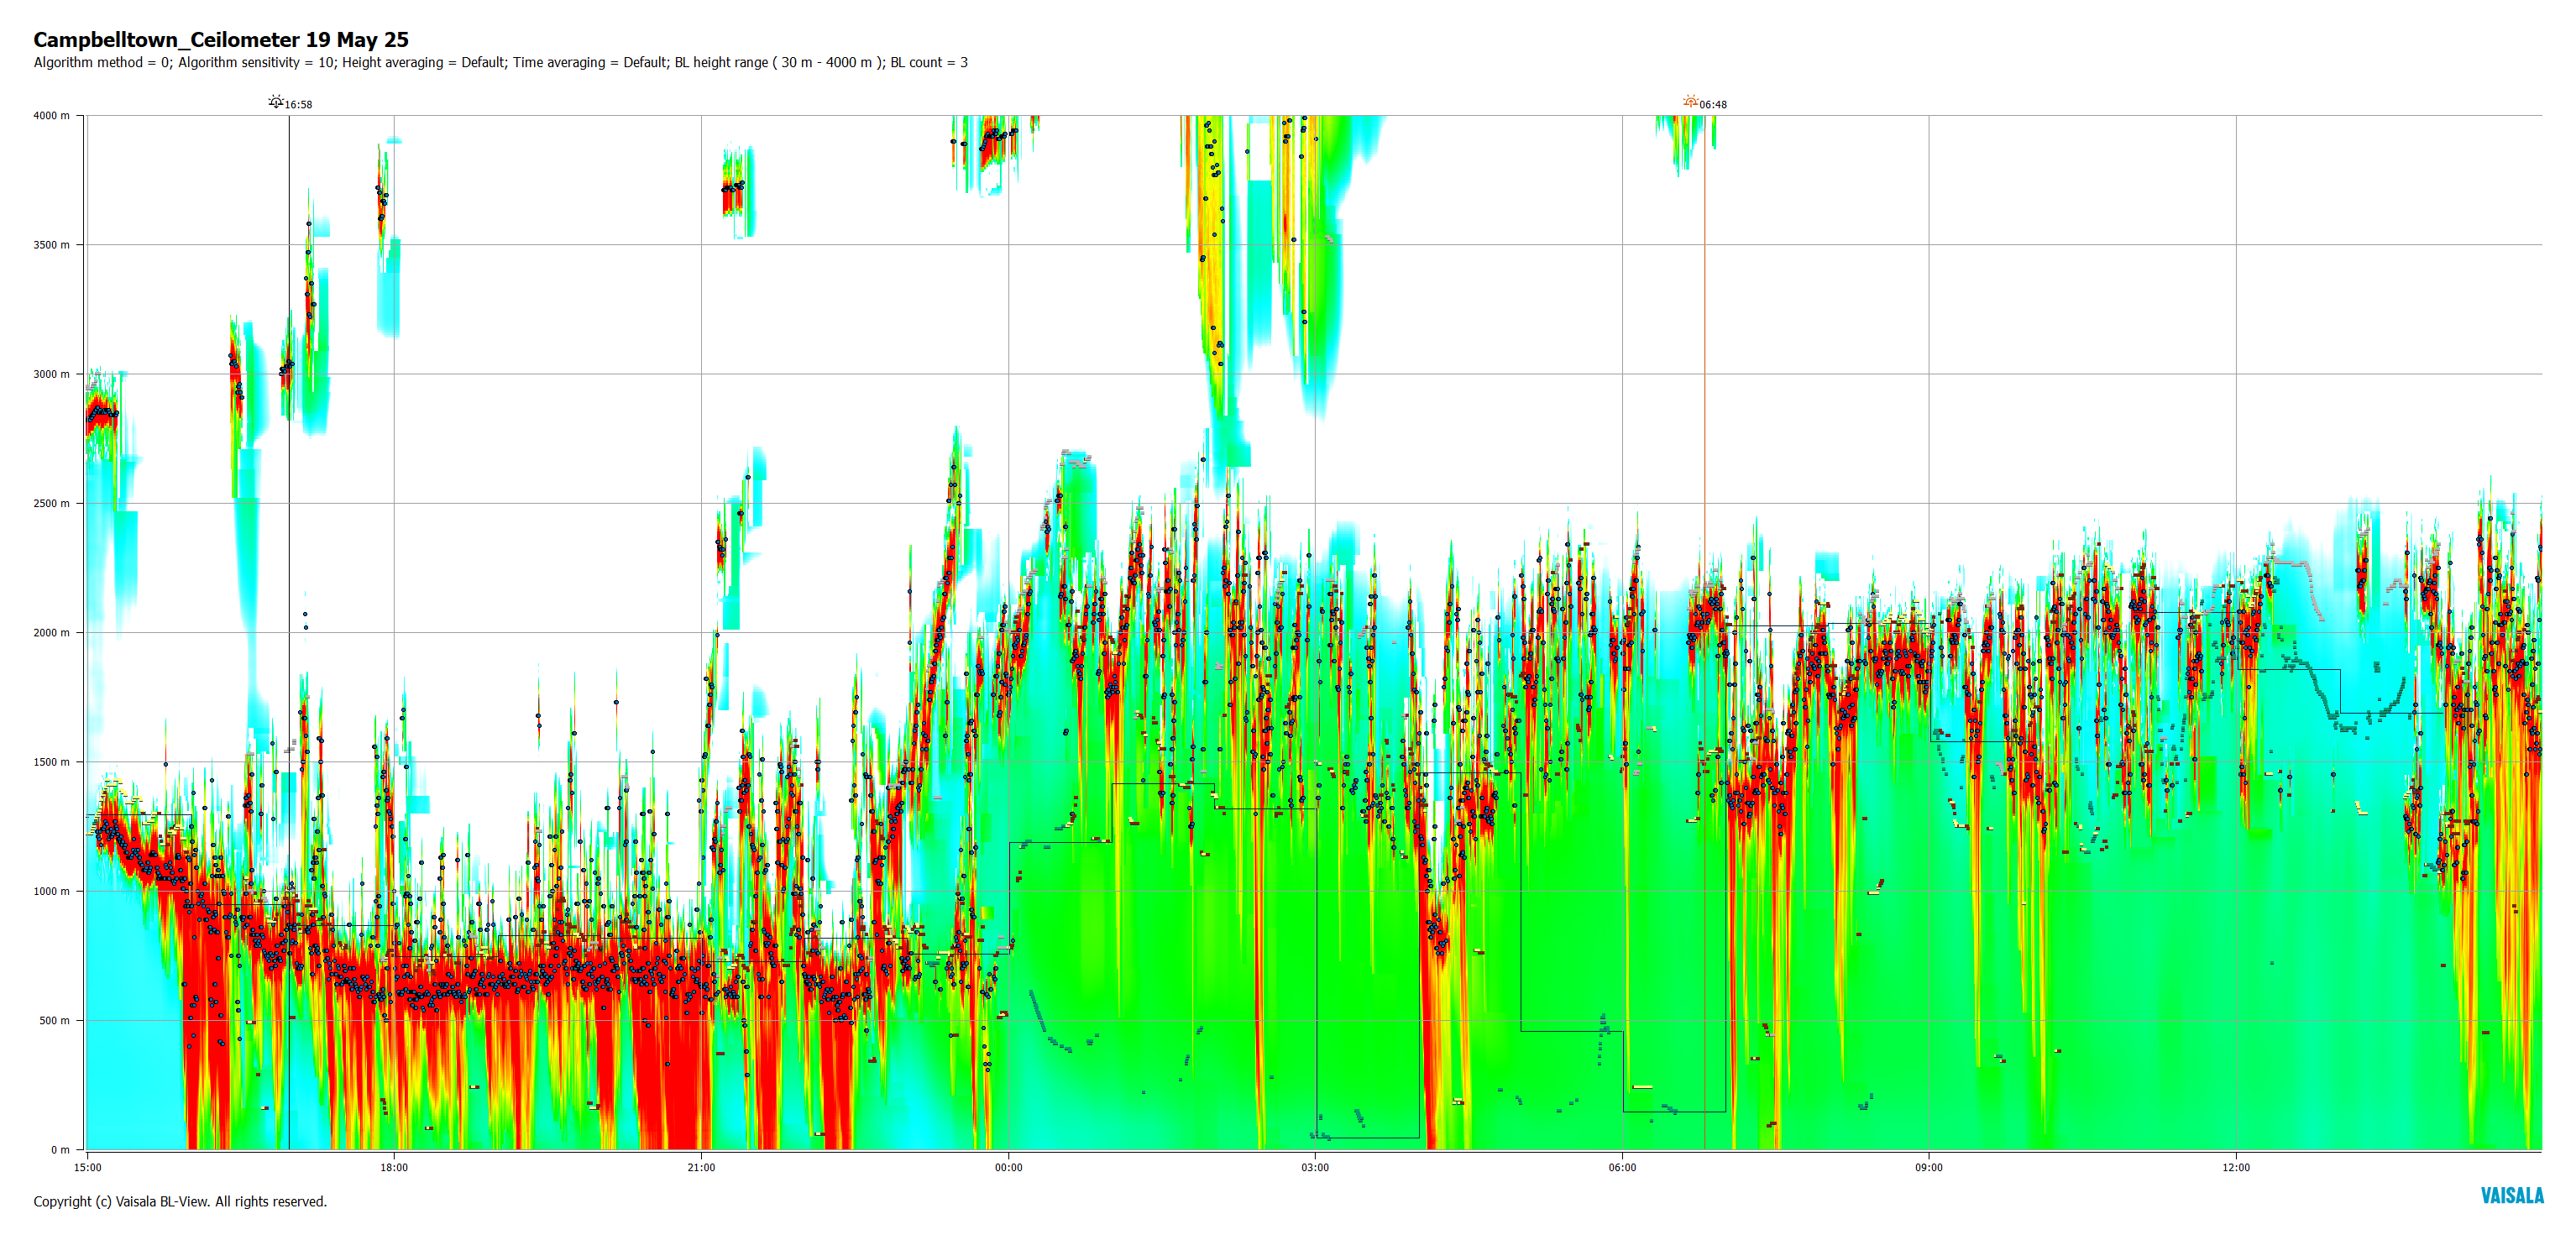 Campbelltown_Ceilometer 19 May 25
Algorithm method = 0; Algorithm sensitivity = 10; Height averaging = Default; Time averaging = Default; BL height range ( 30 m - 4000 m ); BL count = 3
16:58
06:48
4000 m
3500 m
3000 m
2500 m
2000 m
1500 m
1000 m
500 m
0 m
15:00
18:00
21:00
00:00
03:00
06:00
09:00
12:00
Copyright (c) Vaisala BL-View. All rights reserved.
VAISALA